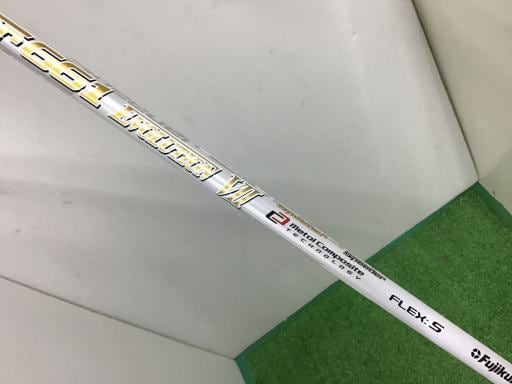 661 EVOLUTION VII
Speeder
Metal Composite
TECHNOLOGY
FLEX: S